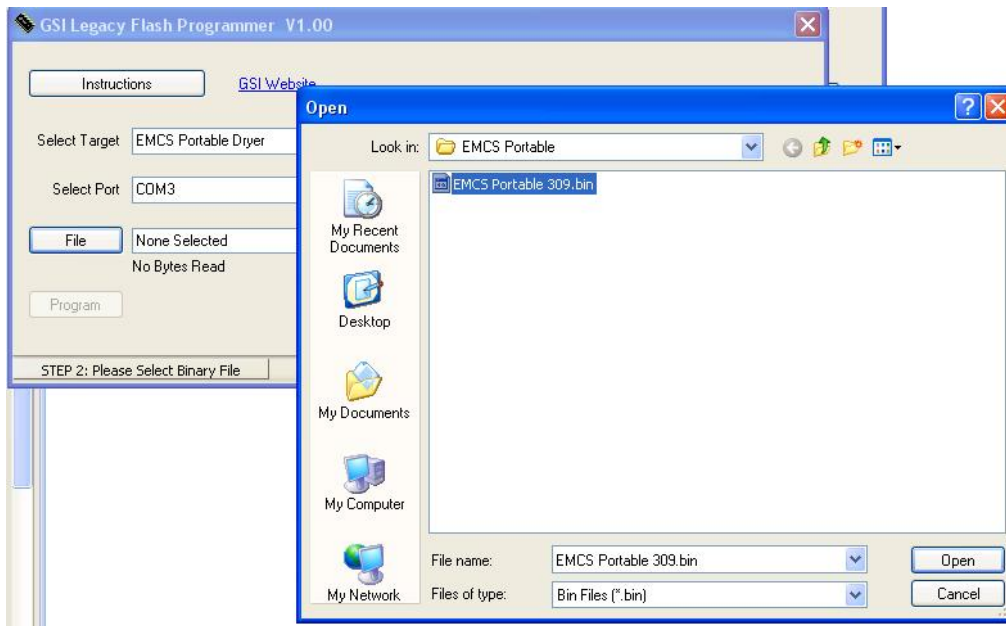 GSI Legacy Flash Programmer V1.00
Instructions
GSI Website
Select Target
EMCS Portable Dryer
Select Port
COM3
File
None Selected
No Bytes Read
Program
STEP 2: Please Select Binary File
Open
Look in:
EMCS Portable
EMCS Portable 309.bin
My Recent
Documents
Desktop
My Documents
My Computer
My Network
File name:
EMCS Portable 309.bin
Open
Files of type:
Bin Files (*.bin)
Cancel